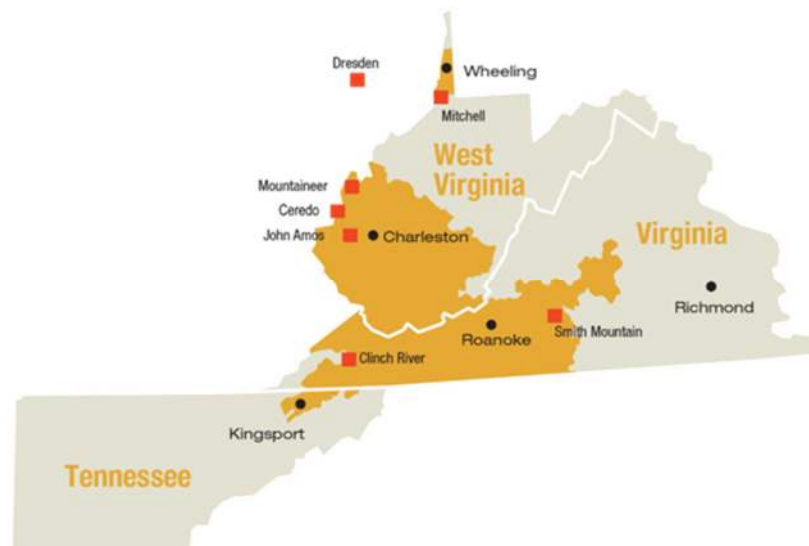 Dresden
Wheeling
Mitchell
West
Virginia
Mountaineer
Ceredo
John Amos
Charleston
Virginia
Richmond
Smith Mountain
Roanoke
Clinch River
Kingsport
Tennessee